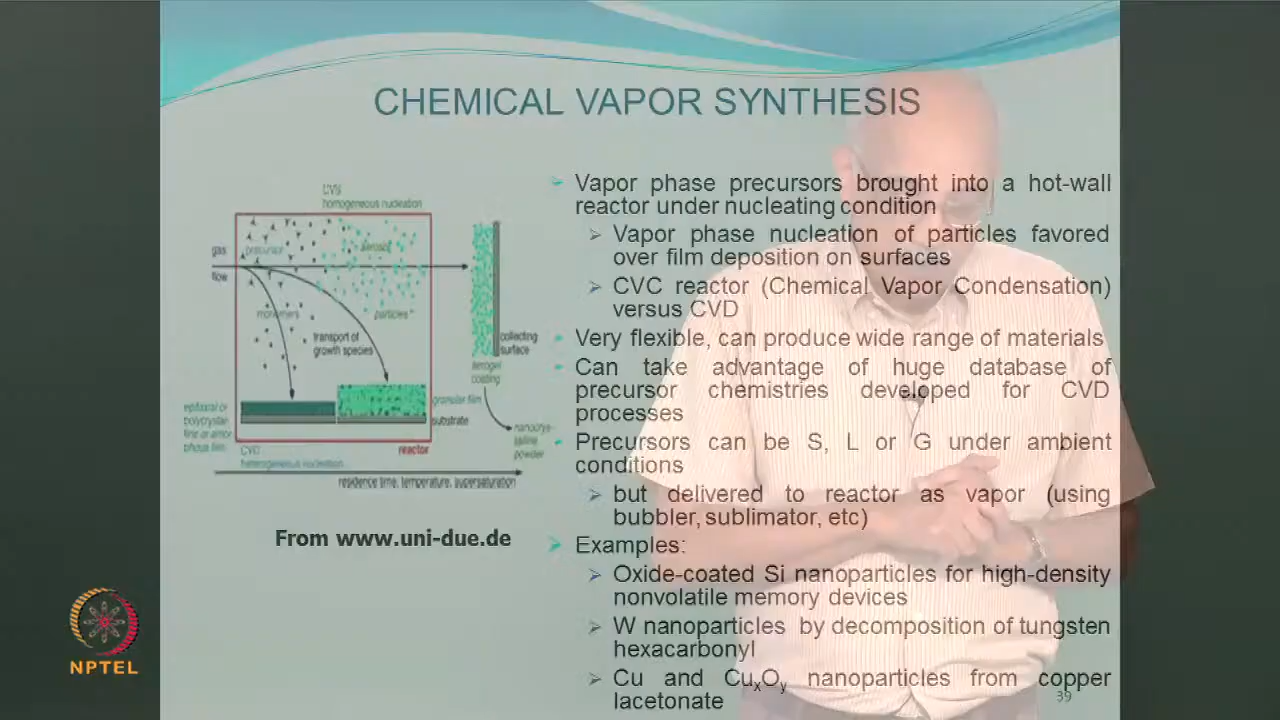 CHEMICAL VAPOR SYNTHESIS
CVS
homogeneous nucleation
gas
flow
precursor
aerosol
monomers
particles
transport of
growth species
collecting
surface
aerogel
coating
granular film
substrate
epitaxial or
reactor
heterogeneous nucleation
powder
residence time, temperature, supersaturation
From www.uni-due.de
Vapor phase precursors brought into a hot-wall
reactor under nucleating condition
Vapor phase nucleation of particles favored
over film deposition on surfaces
CVC reactor (Chemical Vapor Condensation)
versus CVD
Very flexible, can produce wide range of materials
Can take advantage of huge database of
precursor chemistries developed for CVD
processes
Precursors can be S, L or G under ambient
conditions
but delivered to reactor as vapor (using
bubbler, sublimator, etc)
Examples:
Oxide-coated Si nanoparticles for high-density
nonvolatile memory devices
W nanoparticles by decomposition of tungsten
hexacarbonyl
Cu and CuxOy nanoparticles from copper
lacetonate
39
NPTEL